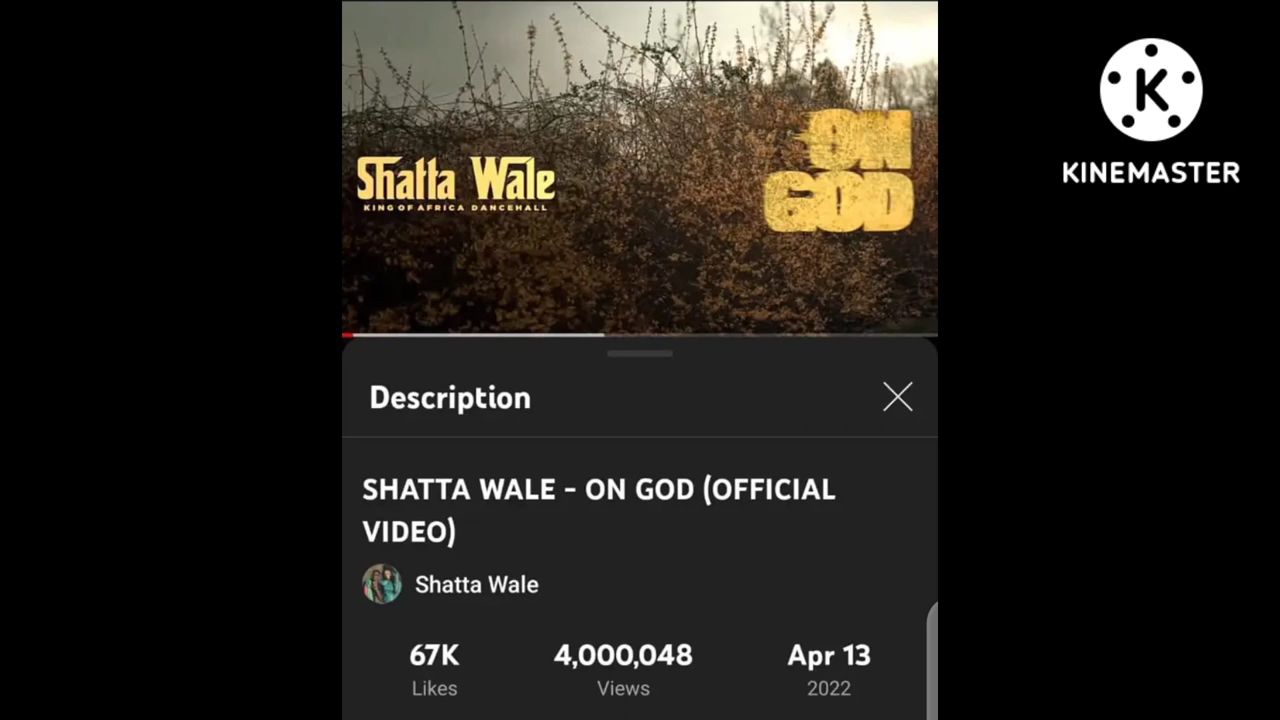 Shatta Wale
KING OF AFRICA DANCEHALL
ON
GOD
K
KINEMASTER
Description
SHATTA WALE - ON GOD (OFFICIAL
VIDEO)
Shatta Wale
67K 4,000,048 Apr 13
Likes Views 2022